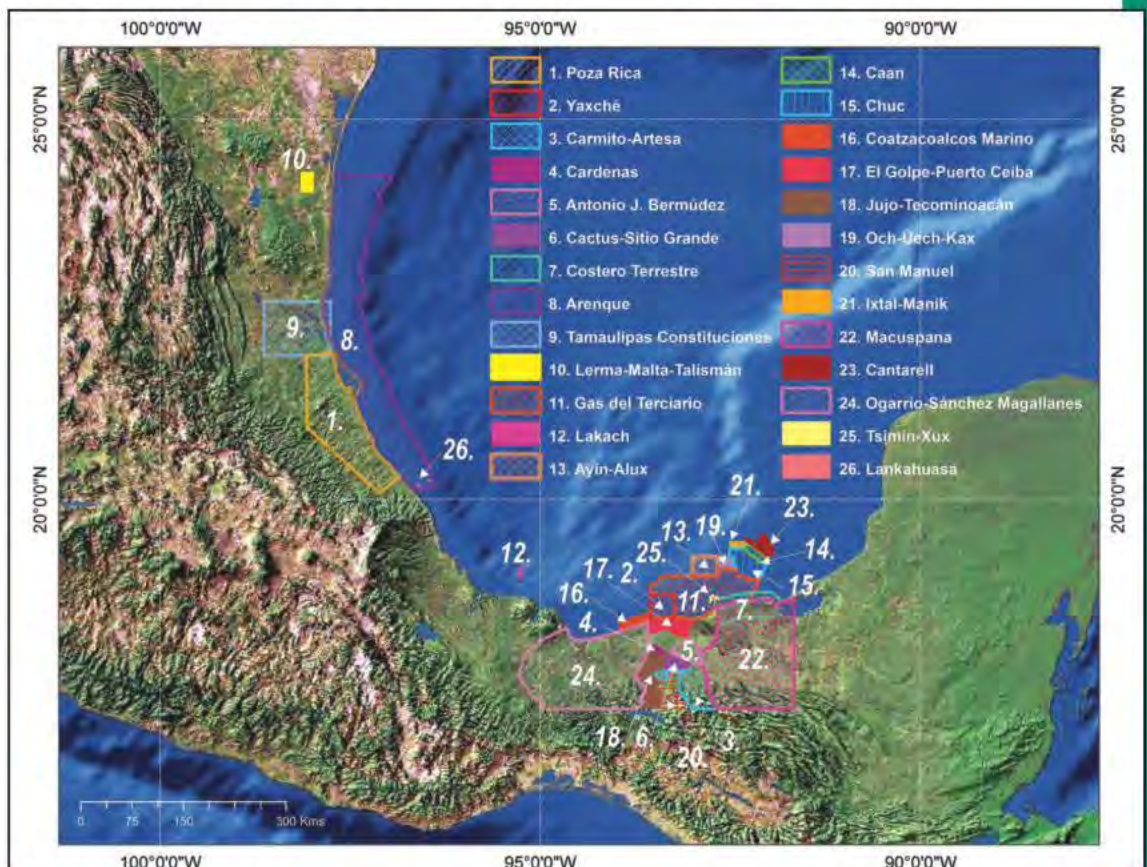 100°0'0"W 95°0'0"W 90°0'0"W
25°0'0"N 25°0'0"N
20°0'0"N 20°0'0"N
1. Poza Rica
2. Yaxché
3. Carmito-Artesa
4. Cardenas
5. Antonio J. Bermúdez
6. Cactus-Sitio Grande
7. Costero Terrestre
8. Arenque
9. Tamaulipas Constituciones
10. Lerma-Malta-Talismán
11. Gas del Terciario
12. Lakach
13. Ayin-Alux
14. Caan
15. Chuc
16. Coatzacoalcos Marino
17. El Golpe-Puerto Ceiba
18. Jujo-Tecominoacán
19. Och-Uech-Kax
20. San Manuel
21. Ixtal-Manik
22. Macuspana
23. Cantarell
24. Ogarrio-Sánchez Magallanes
25. Tsimin-Xux
26. Lankahuasa
10.
9.
8.
1.
26.
21.
19.
23.
13.
12.
25.
14.
17.
2.
15.
16.
11.
7.
4.
5.
22.
24.
18.
6.
3.
20.
0 75 150 300 Kms
100°0'0"W 95°0'0"W 90°0'0"W